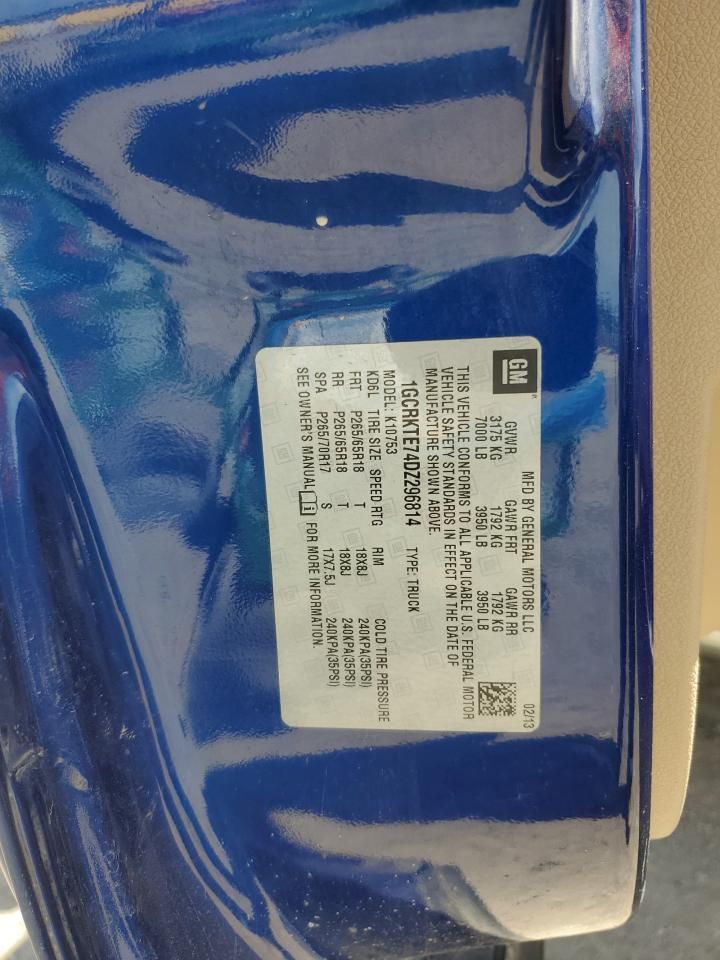 GM
MFD BY GENERAL MOTORS LLC 02/13
GVWR GAWR FRT GAWR RR
3175 KG 1792 KG 1792 KG
7000 LB 3950 LB 3950 LB
THIS VEHICLE CONFORMS TO ALL APPLICABLE U.S. FEDERAL MOTOR
VEHICLE SAFETY STANDARDS IN EFFECT ON THE DATE OF
MANUFACTURE SHOWN ABOVE.
1GCRKTE74DZ296814 TYPE: TRUCK
MODEL: K10753
KD6L TIRE SIZE SPEED RTG RIM COLD TIRE PRESSURE
FRT P265/65R18 T 18X8J 240KPA(35PSI)
RR P265/65R18 T 18X8J 240KPA(35PSI)
SPA P265/70R17 S 17X7.5J 240KPA(35PSI)
SEE OWNER'S MANUAL i FOR MORE INFORMATION.